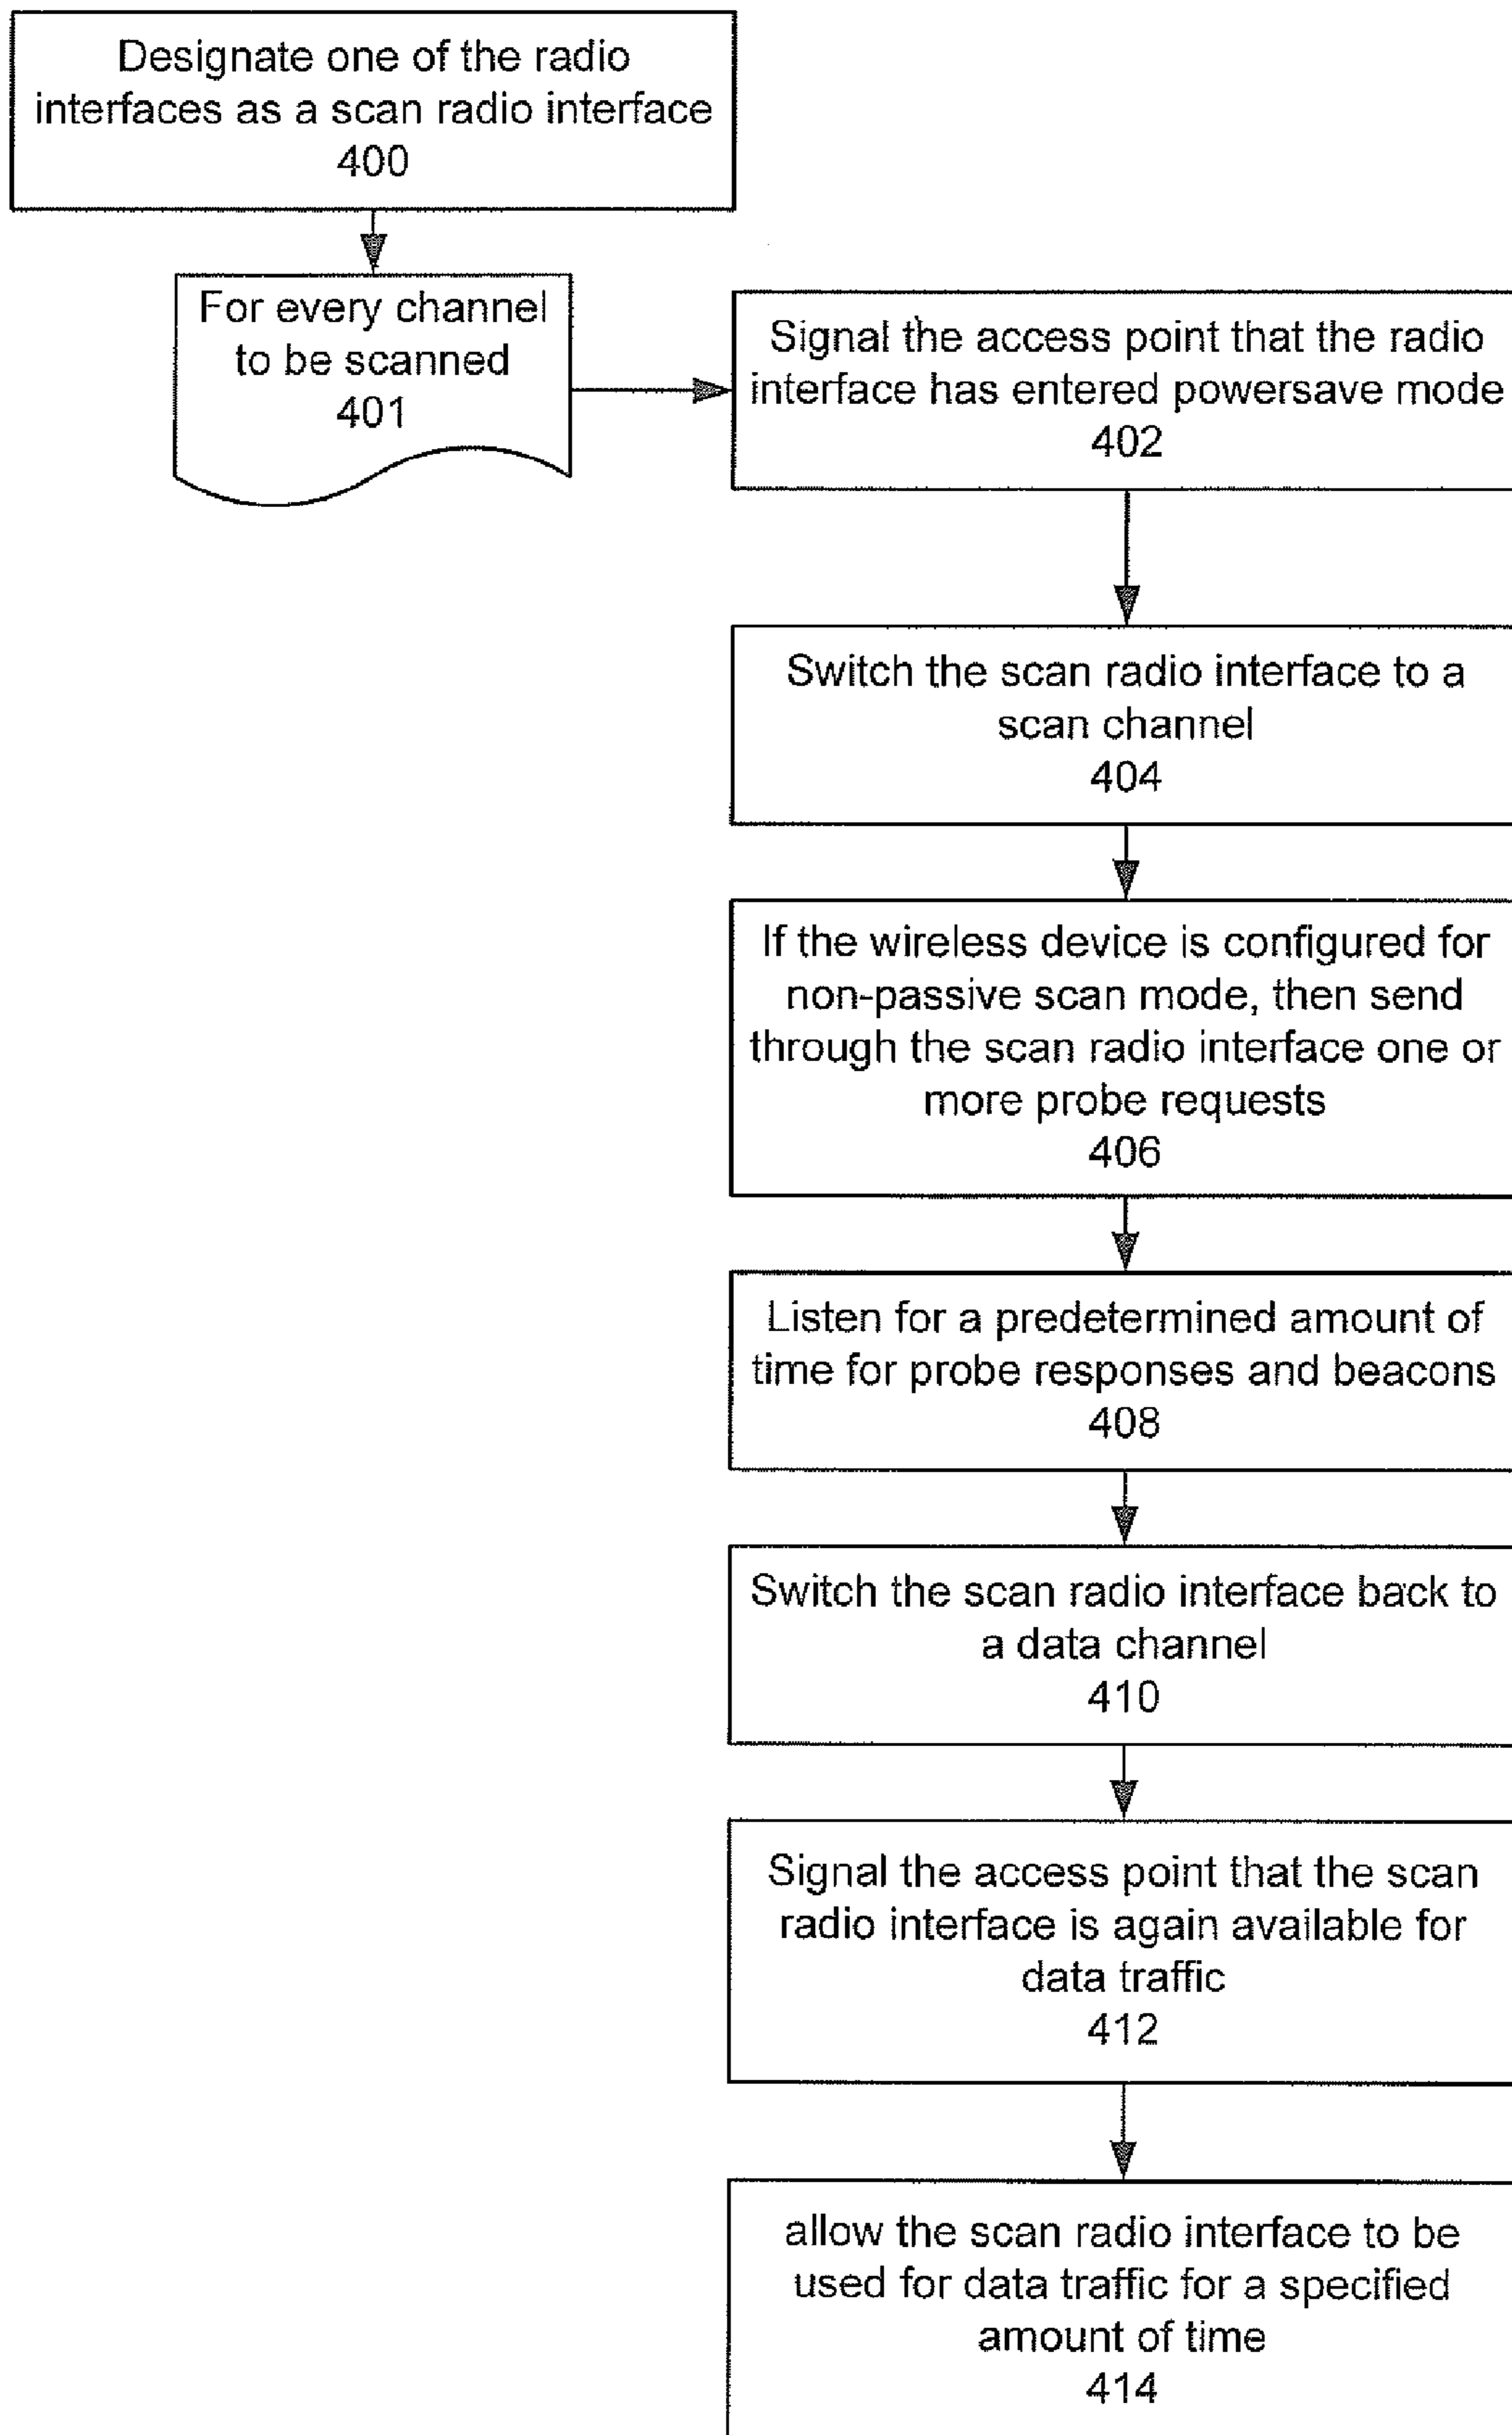 Designate one of the radio
interfaces as a scan radio interface
400
For every channel
to be scanned
401
Signal the access point that the radio
interface has entered powersave mode
402
Switch the scan radio interface to a
scan channel
404
If the wireless device is configured for
non-passive scan mode, then send
through the scan radio interface one or
more probe requests
406
Listen for a predetermined amount of
time for probe responses and beacons
408
Switch the scan radio interface back to
a data channel
410
Signal the access point that the scan
radio interface is again available for
data traffic
412
allow the scan radio interface to be
used for data traffic for a specified
amount of time
414